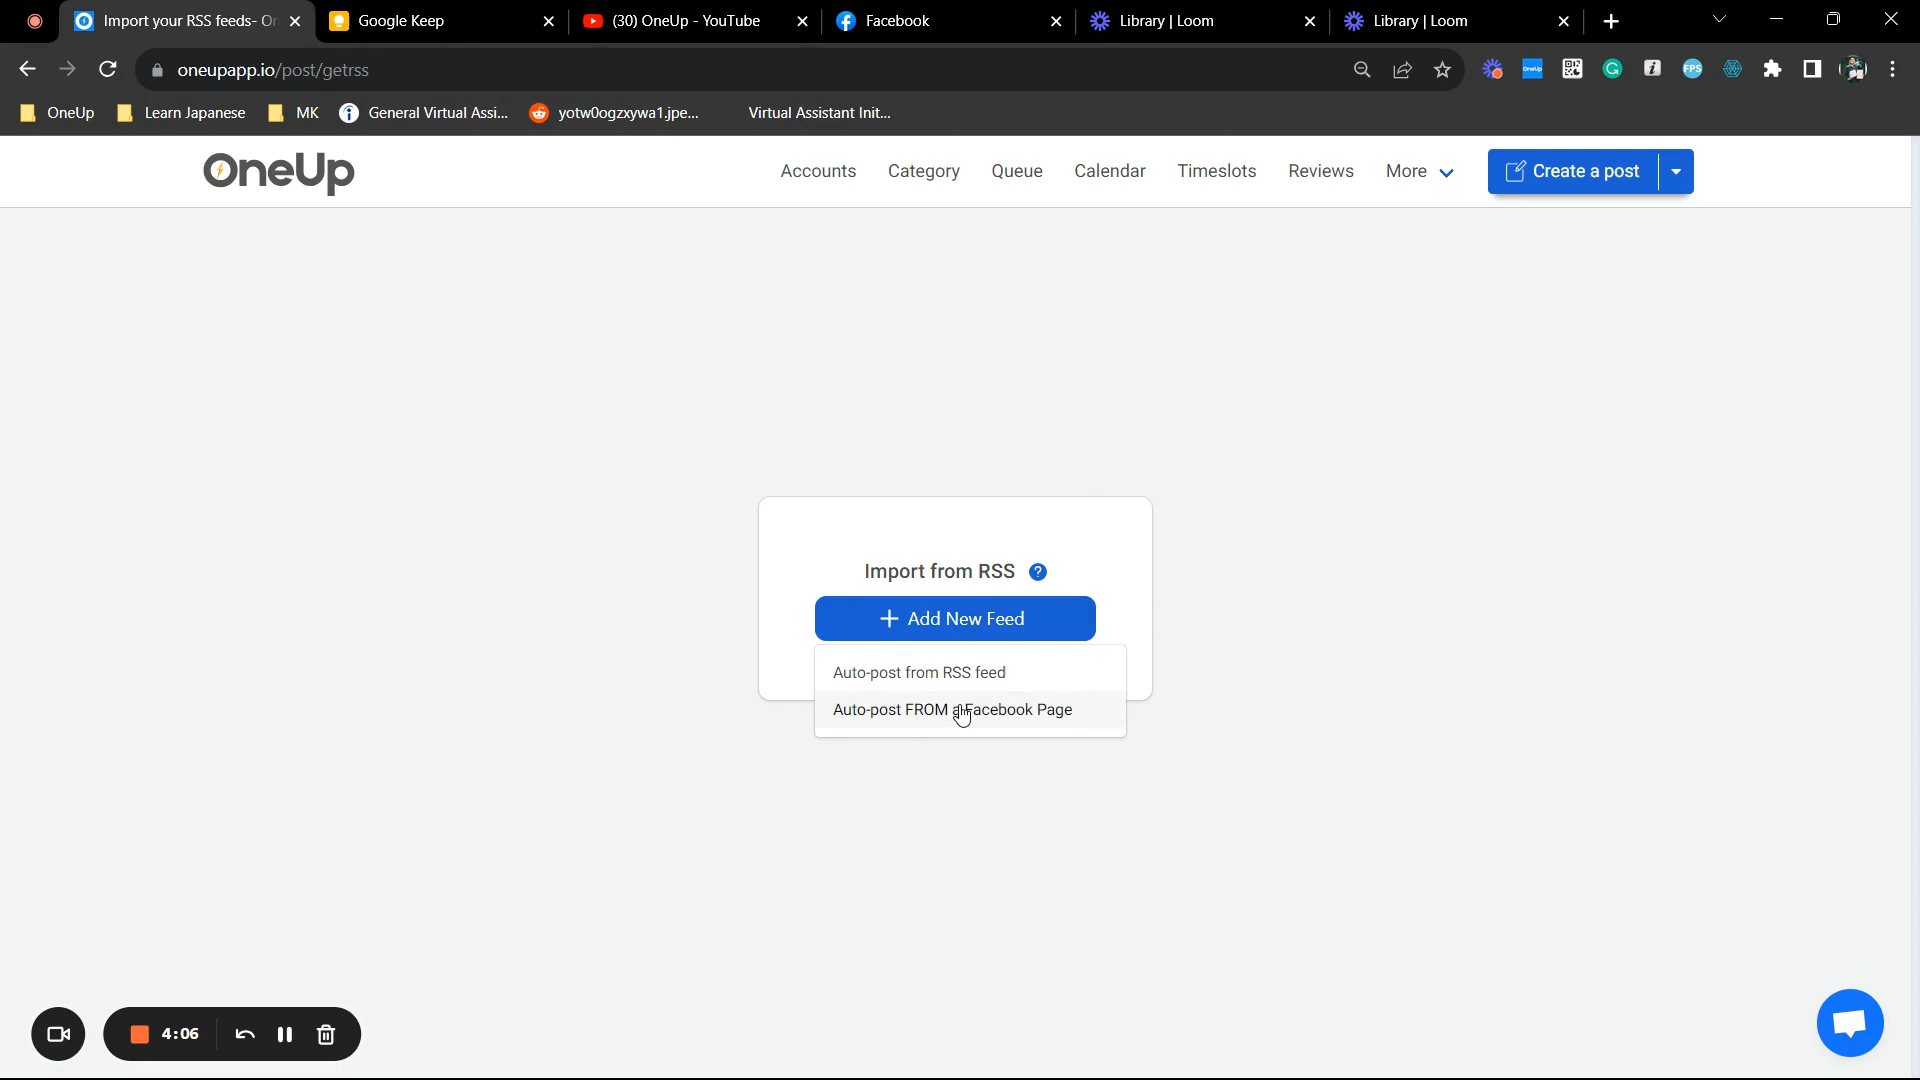 Import your RSS feeds- On
Google Keep
(30) OneUp - YouTube
Facebook
Library | Loom
Library | Loom
oneupapp.io/post/getrss
OneUp
Learn Japanese
MK
General Virtual Assi...
yotw0ogzxywa1.jpe...
Virtual Assistant Init...
OneUp
Accounts
Category
Queue
Calendar
Timeslots
Reviews
More
Create a post
Import from RSS ?
+ Add New Feed
Auto-post from RSS feed
Auto-post FROM a Facebook Page
4:06